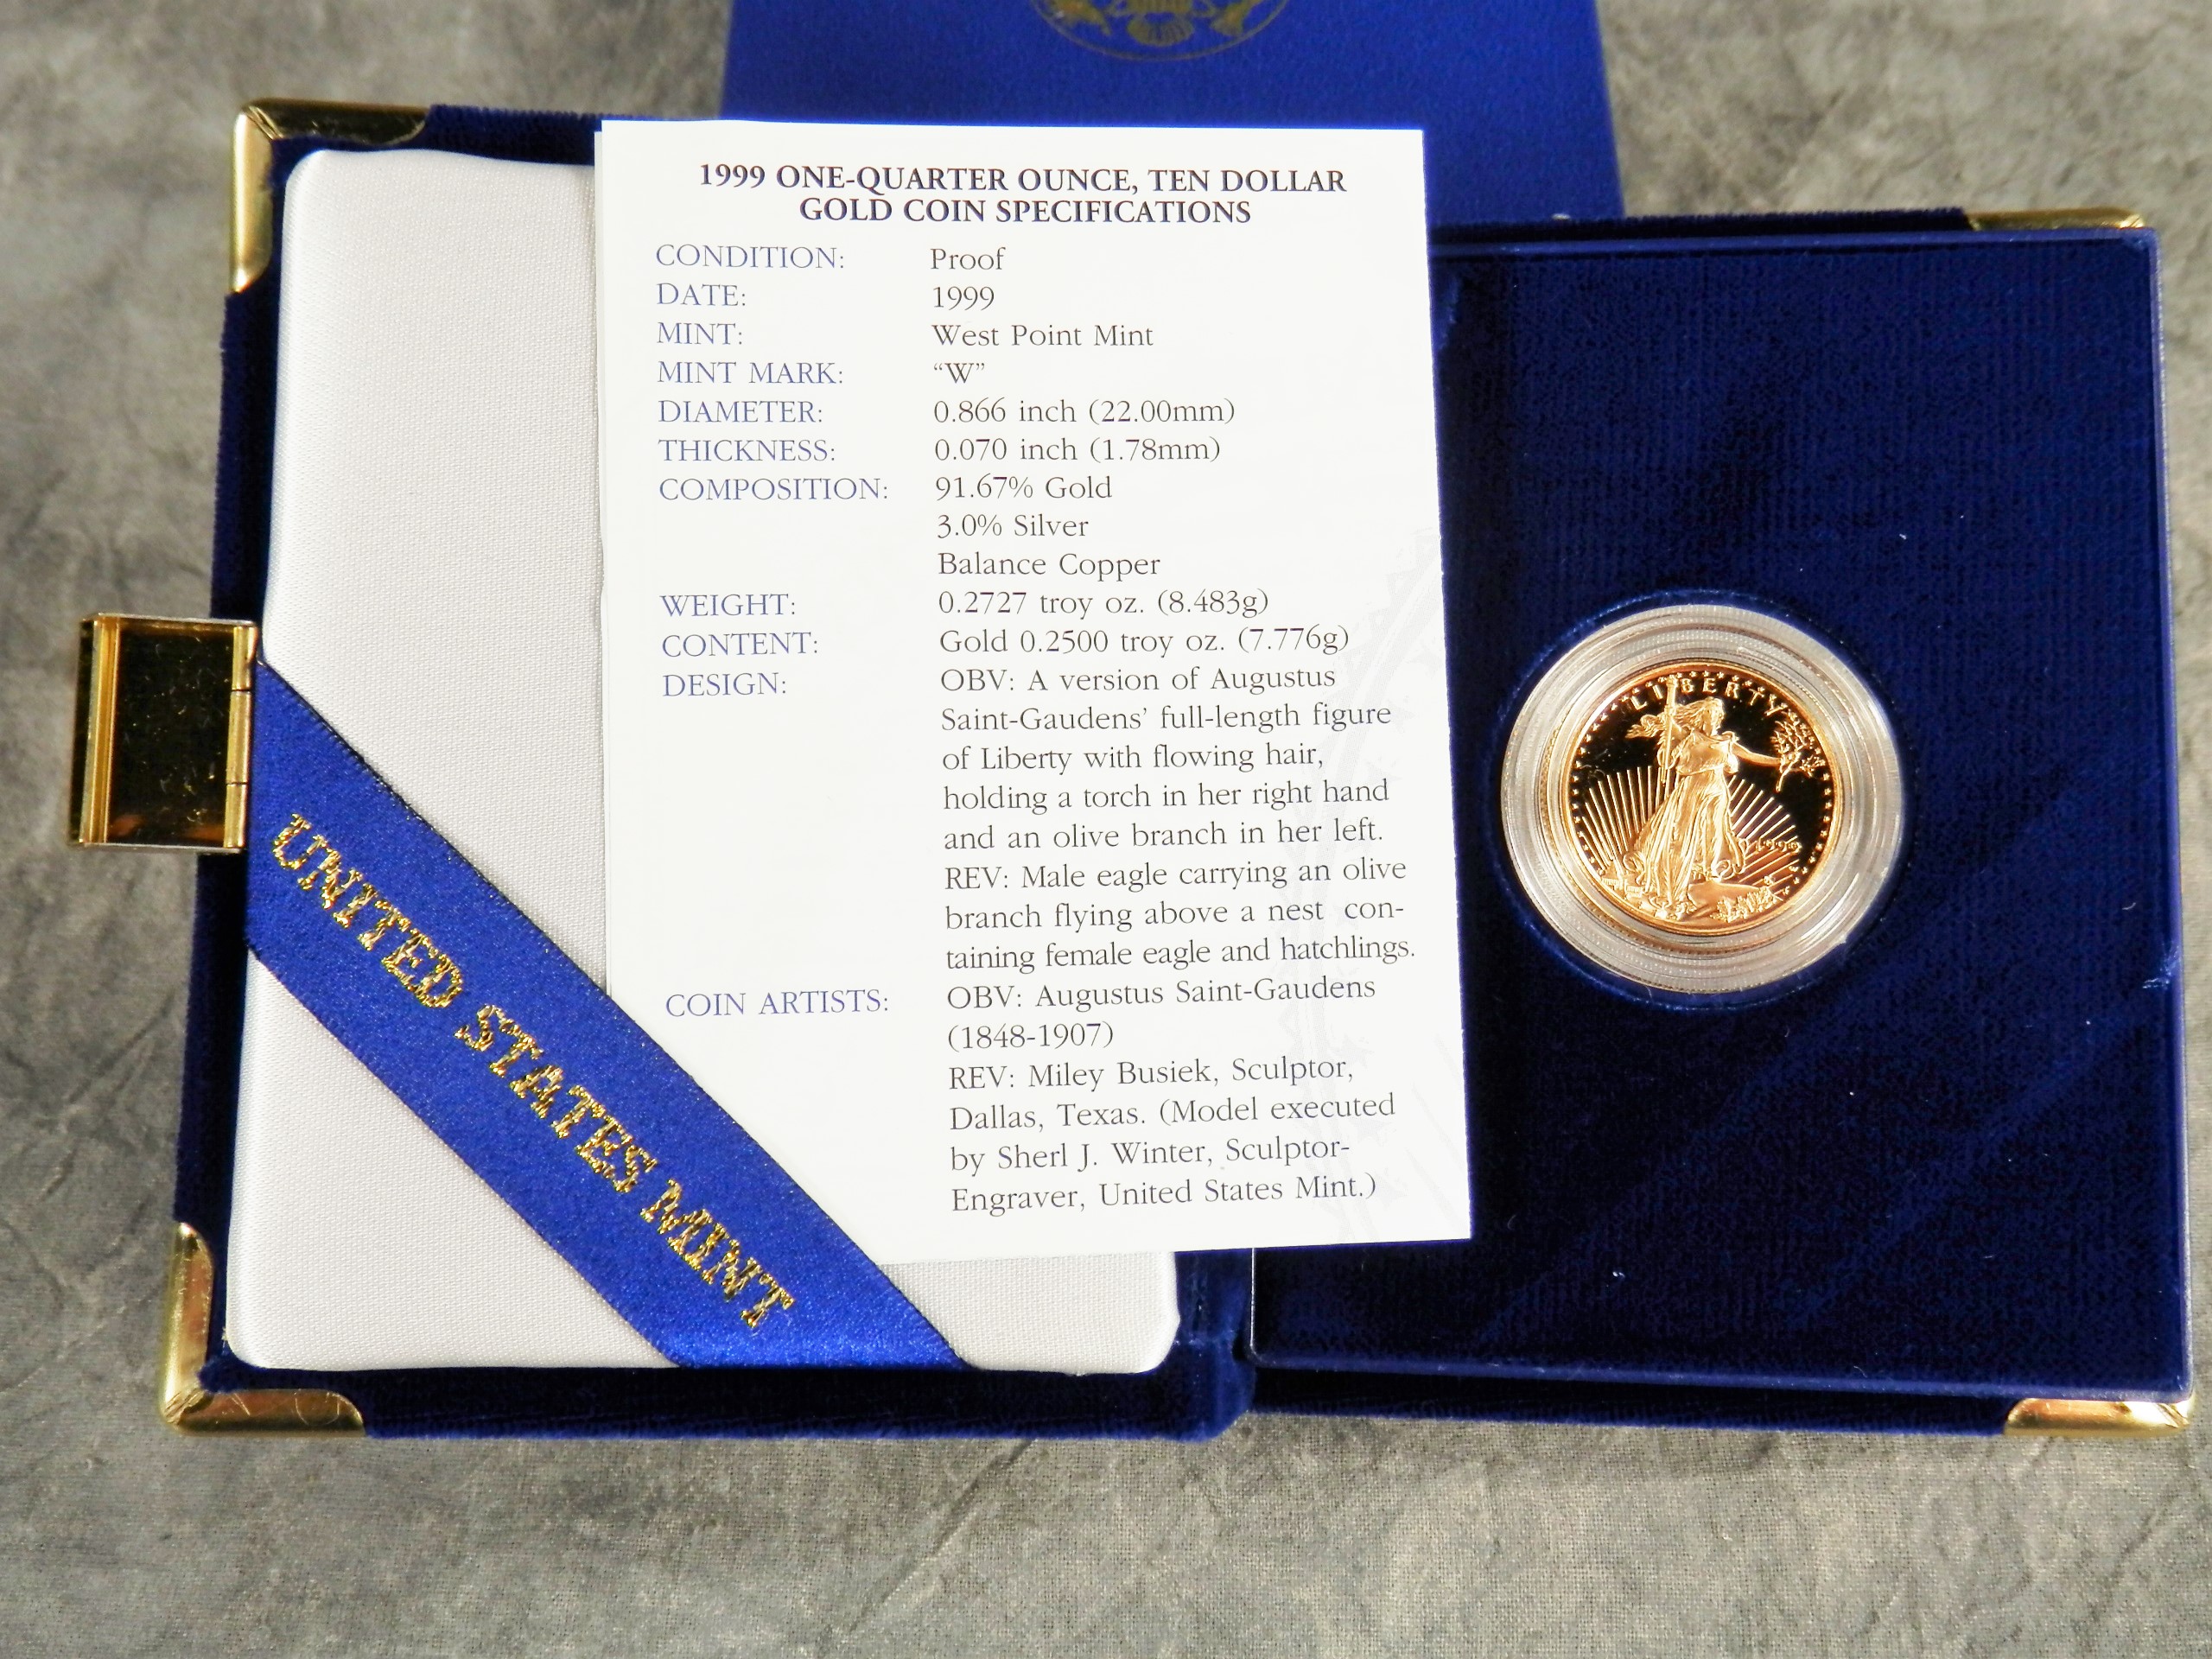 1999 ONE-QUARTER OUNCE, TEN DOLLAR
GOLD COIN SPECIFICATIONS
CONDITION: Proof
DATE: 1999
MINT: West Point Mint
MINT MARK: “W”
DIAMETER: 0.866 inch (22.00mm)
THICKNESS: 0.070 inch (1.78mm)
COMPOSITION: 91.67% Gold
3.0% Silver
Balance Copper
WEIGHT: 0.2727 troy oz. (8.483g)
CONTENT: Gold 0.2500 troy oz. (7.776g)
DESIGN: OBV: A version of Augustus
Saint-Gaudens’ full-length figure
of Liberty with flowing hair,
holding a torch in her right hand
and an olive branch in her left.
REV: Male eagle carrying an olive
branch flying above a nest con-
taining female eagle and hatchlings.
COIN ARTISTS: OBV: Augustus Saint-Gaudens
(1848-1907)
REV: Miley Busiek, Sculptor,
Dallas, Texas. (Model executed
by Sherl J. Winter, Sculptor-
Engraver, United States Mint.)
UNITED STATES MINT
LIBERTY
1999